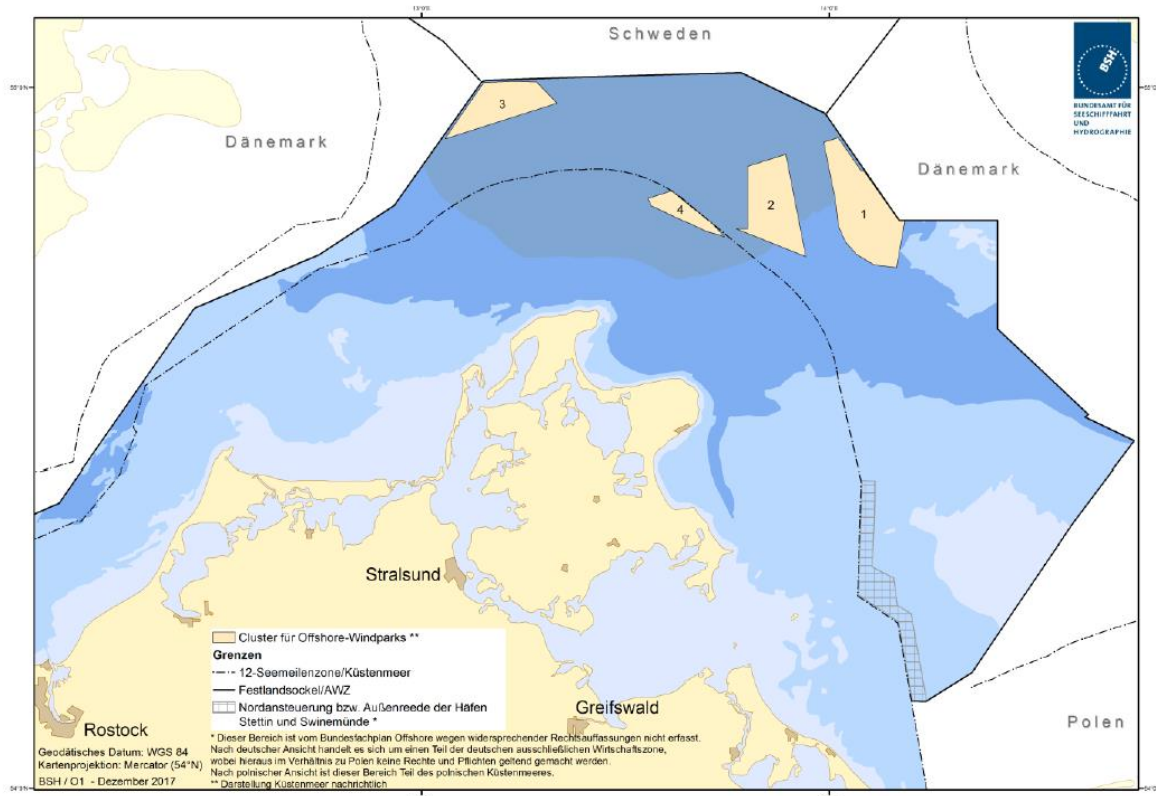 Schweden
BSH
BUNDESAMT FÜR
SEESCHIFFFAHRT
UND
HYDROGRAPHIE
3
Dänemark
Dänemark
2
1
4
Stralsund
Cluster für Offshore-Windparks **
Grenzen
12-Seemeilenzone/Küstenmeer
Festlandsockel/AWZ
Nordansteuerung bzw. Außenreede der Häfen
Stettin und Swinemünde *
Greifswald
Rostock
Polen
* Dieser Bereich ist vom Bundesfachplan Offshore wegen widersprechender Rechtsauffassungen nicht erfasst.
Nach deutscher Ansicht handelt es sich um einen Teil der deutschen ausschließlichen Wirtschaftszone,
wobei hieraus im Verhältnis zu Polen keine Rechte und Pflichten geltend gemacht werden.
Nach polnischer Ansicht ist dieser Bereich Teil des polnischen Küstenmeeres.
** Darstellung Küstenmeer nachrichtlich
Geodätisches Datum: WGS 84
Kartenprojektion: Mercator (54°N)
BSH / O1 - Dezember 2017